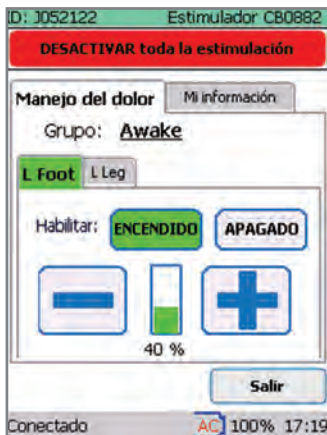 ID: J052122 Estimulador CB0882
DESACTIVAR toda la estimulación
Manejo del dolor Mi información
Grupo: Awake
L Foot L Leg
Habilitar: ENCENDIDO APAGADO
40 %
Salir
Conectado AC 100% 17:19